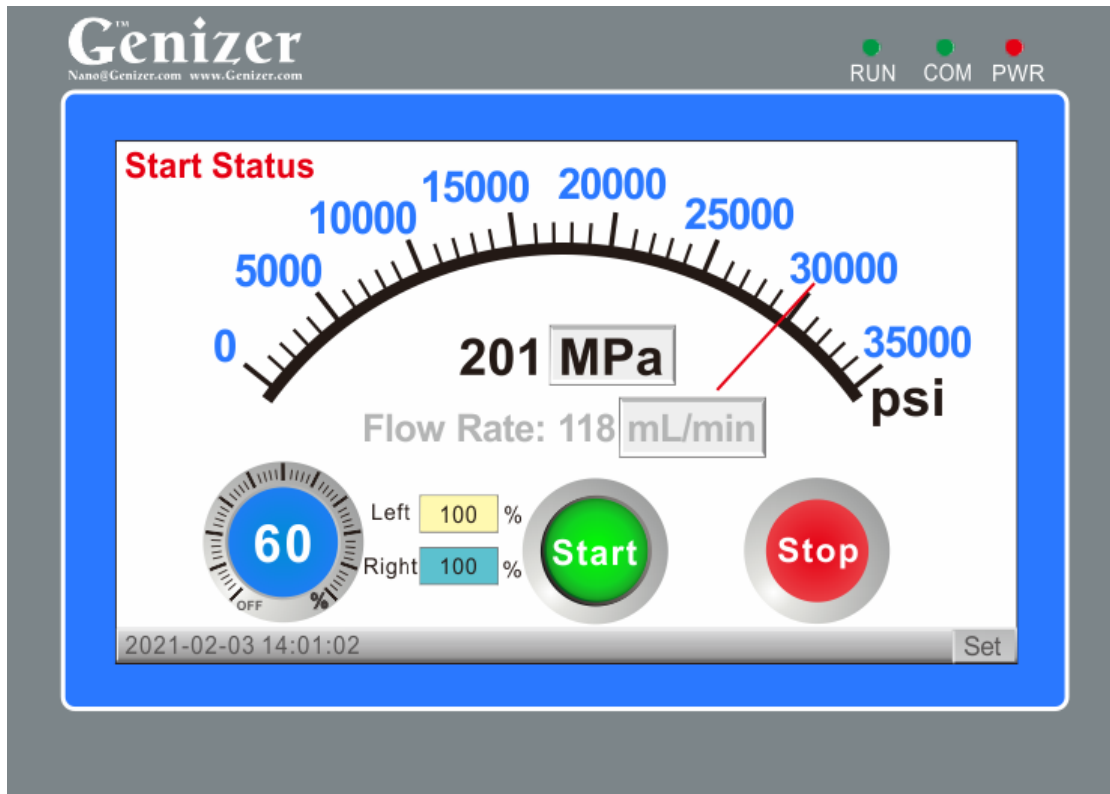 Genizer™
Nano@Genizer.com www.Genizer.com
RUN COM PWR
Start Status
0
5000
10000
15000
20000
25000
30000
35000
psi
201 MPa
Flow Rate: 118 mL/min
60
OFF %
Left 100 %
Right 100 %
Start
Stop
2021-02-03 14:01:02
Set